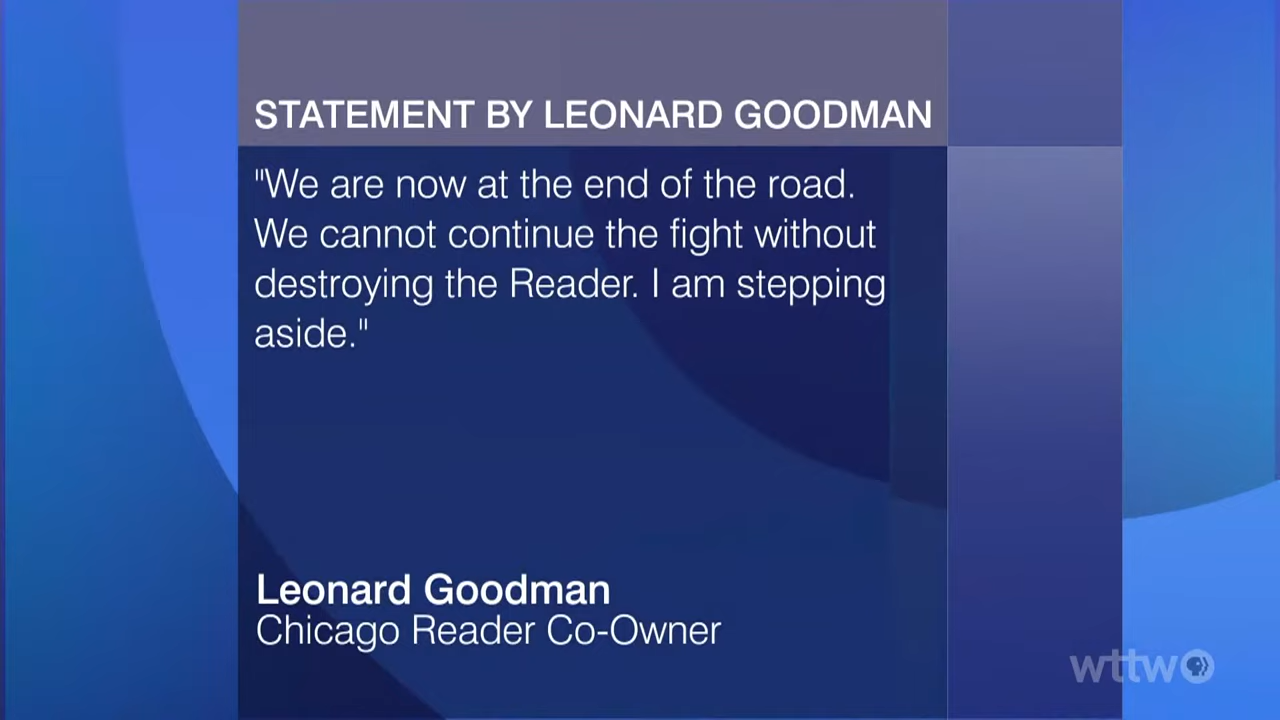 STATEMENT BY LEONARD GOODMAN
"We are now at the end of the road.
We cannot continue the fight without
destroying the Reader. I am stepping
aside."
Leonard Goodman
Chicago Reader Co-Owner
wttw